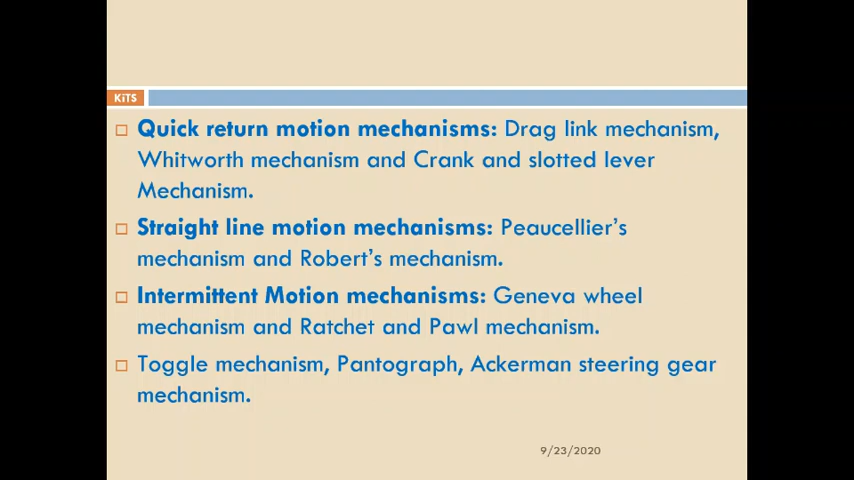 KiTS
Quick return motion mechanisms: Drag link mechanism,
Whitworth mechanism and Crank and slotted lever
Mechanism.
Straight line motion mechanisms: Peaucellier's
mechanism and Robert's mechanism.
Intermittent Motion mechanisms: Geneva wheel
mechanism and Ratchet and Pawl mechanism.
Toggle mechanism, Pantograph, Ackerman steering gear
mechanism.
9/23/2020